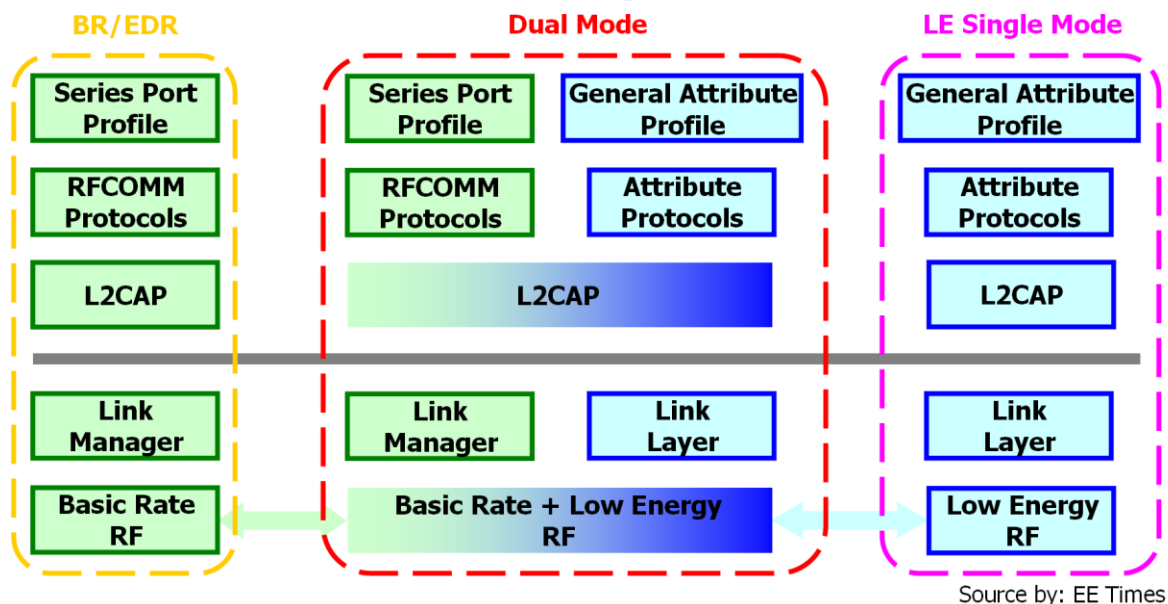 BR/EDR
Dual Mode
LE Single Mode
Series Port
Profile
Series Port
Profile
General Attribute
Profile
General Attribute
Profile
RFCOMM
Protocols
RFCOMM
Protocols
Attribute
Protocols
Attribute
Protocols
L2CAP
L2CAP
L2CAP
Link
Manager
Link
Manager
Link
Layer
Link
Layer
Basic Rate
RF
Basic Rate + Low Energy
RF
Low Energy
RF
Source by: EE Times